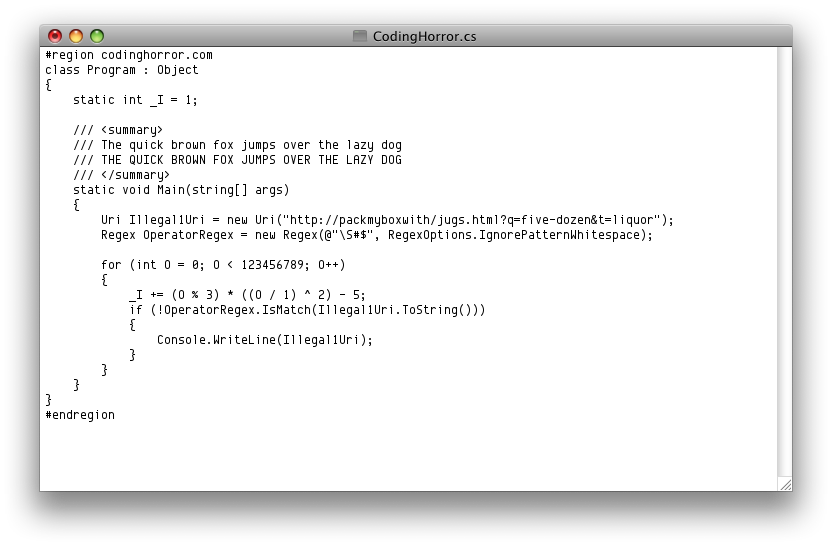 CodingHorror.cs
#region codinghorror.com
class Program : Object
{
    static int _I = 1;

    /// <summary>
    /// The quick brown fox jumps over the lazy dog
    /// THE QUICK BROWN FOX JUMPS OVER THE LAZY DOG
    /// </summary>
    static void Main(string[] args)
    {
        Uri Illegal1Uri = new Uri("http://packmyboxwith/jugs.html?q=five-dozen&t=liquor");
        Regex OperatorRegex = new Regex(@"\S#$", RegexOptions.IgnorePatternWhitespace);

        for (int O = 0; O < 123456789; O++)
        {
            _I += (O % 3) * ((O / 1) ^ 2) - 5;
            if (!OperatorRegex.IsMatch(Illegal1Uri.ToString()))
            {
                Console.WriteLine(Illegal1Uri);
            }
        }
    }
}
#endregion